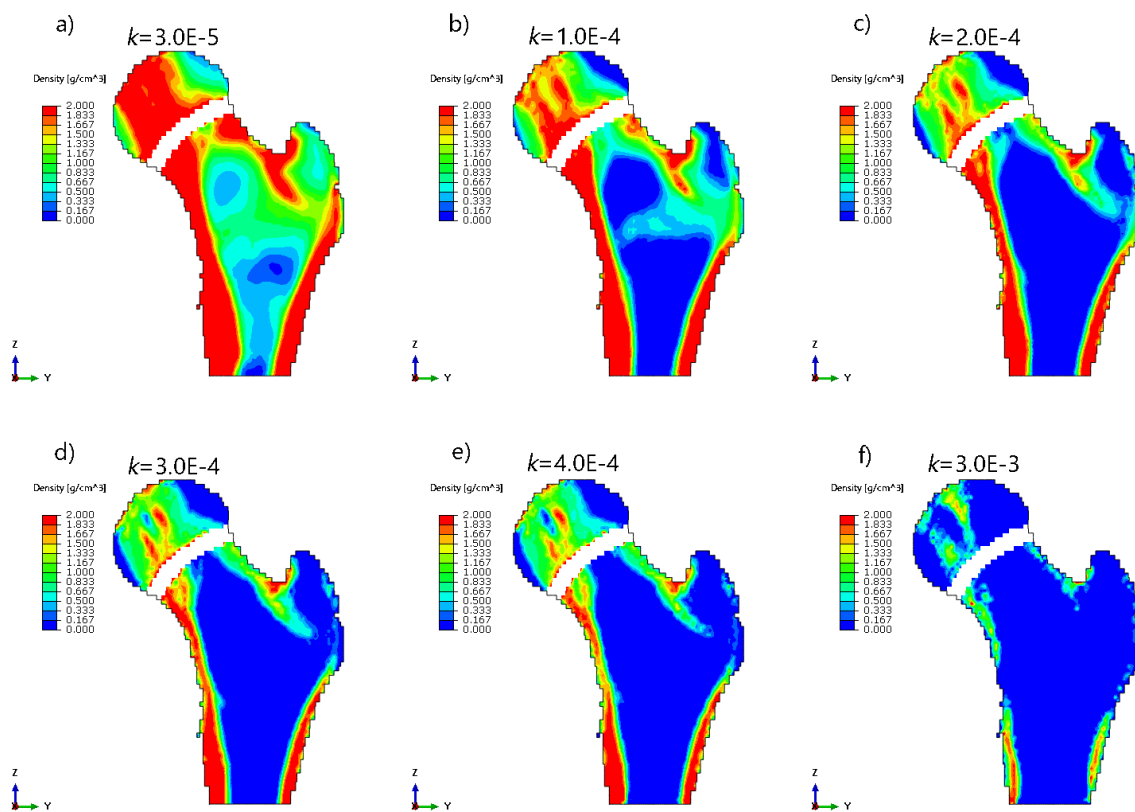 a)
k=3.0E-5
Density [g/cm^3]
2.000
1.833
1.667
1.500
1.333
1.167
1.000
0.833
0.667
0.500
0.333
0.167
0.000
Z
X
Y
b)
k=1.0E-4
Density [g/cm^3]
2.000
1.833
1.667
1.500
1.333
1.167
1.000
0.833
0.667
0.500
0.333
0.167
0.000
Z
X
Y
c)
k=2.0E-4
Density [g/cm^3]
2.000
1.833
1.667
1.500
1.333
1.167
1.000
0.833
0.667
0.500
0.333
0.167
0.000
Z
X
Y
d)
k=3.0E-4
Density [g/cm^3]
2.000
1.833
1.667
1.500
1.333
1.167
1.000
0.833
0.667
0.500
0.333
0.167
0.000
Z
X
Y
e)
k=4.0E-4
Density [g/cm^3]
2.000
1.833
1.667
1.500
1.333
1.167
1.000
0.833
0.667
0.500
0.333
0.167
0.000
Z
X
Y
f)
k=3.0E-3
Density [g/cm^3]
2.000
1.833
1.667
1.500
1.333
1.167
1.000
0.833
0.667
0.500
0.333
0.167
0.000
Z
X
Y